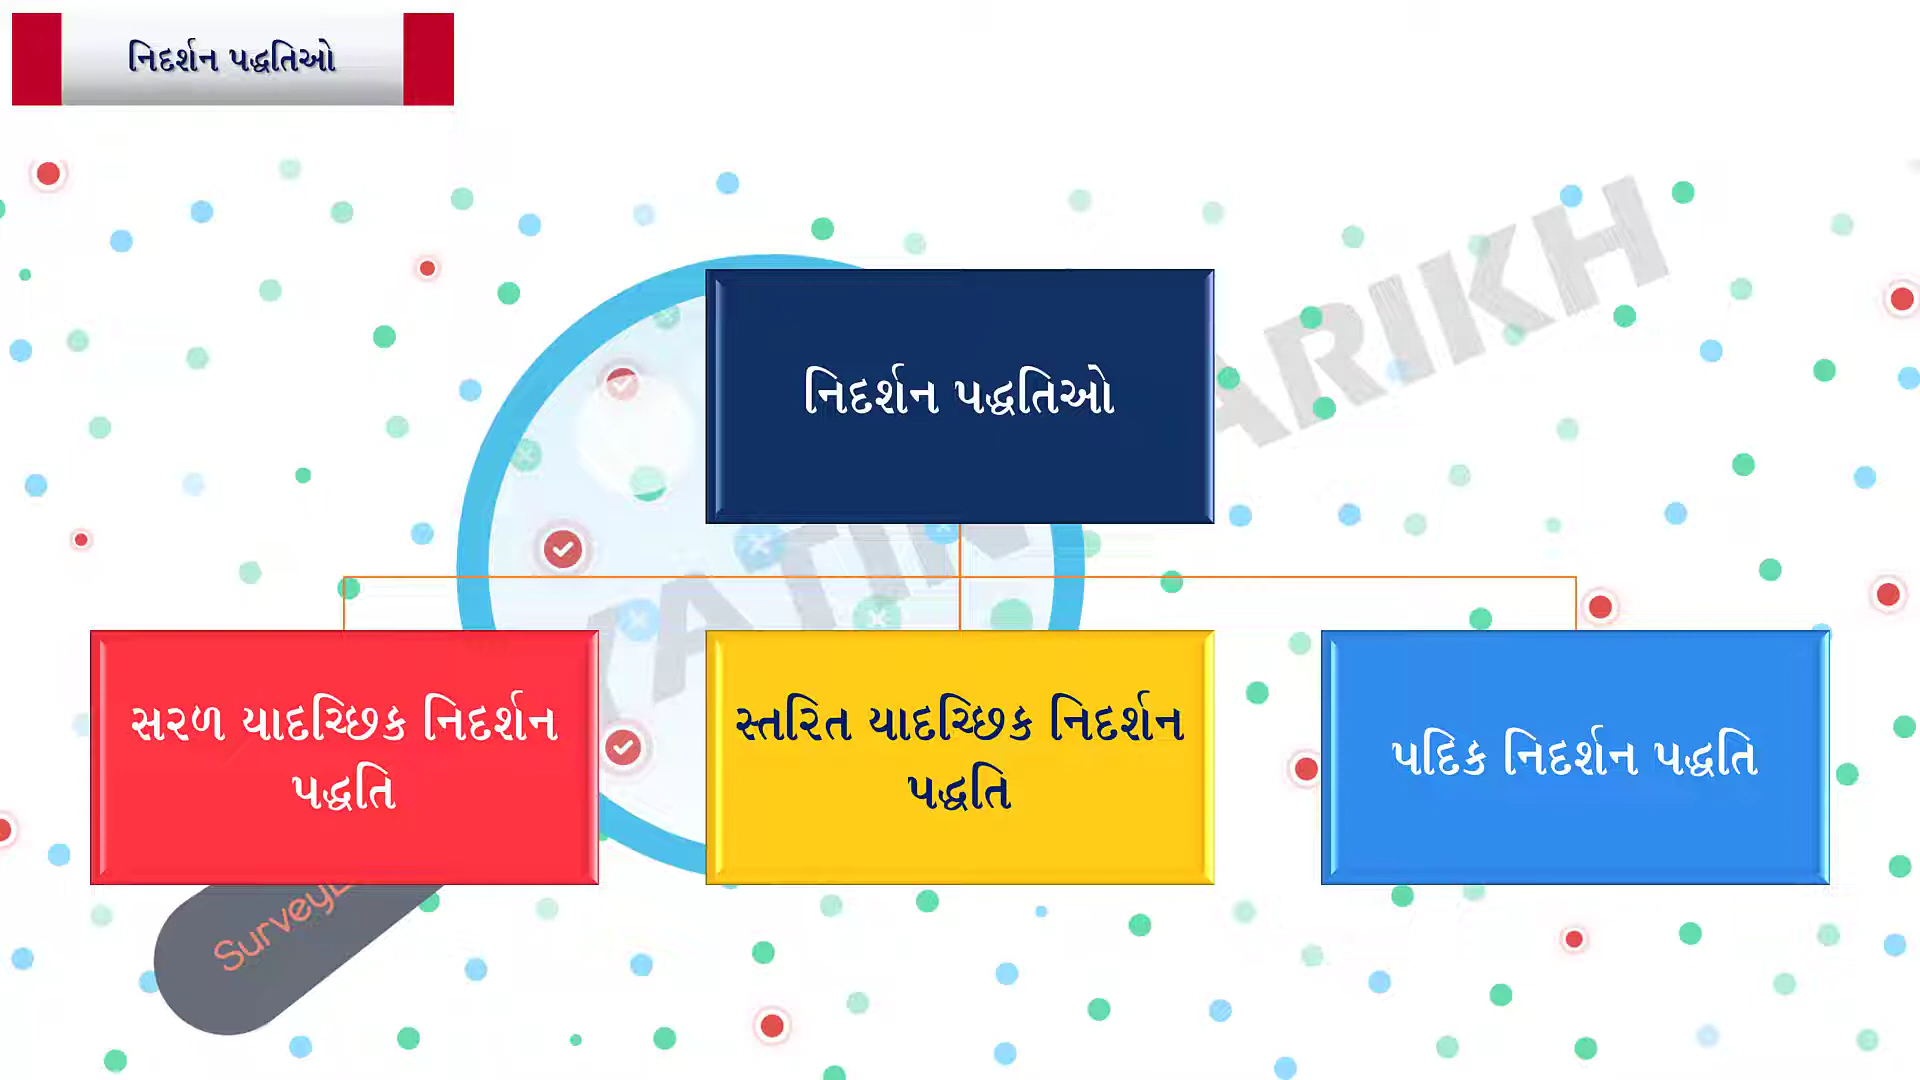 નિદર્શન પદ્ધતિઓ
નિદર્શન પદ્ધતિઓ
સરળ યાદચ્છિક નિદર્શન
પદ્ધતિ
સ્તરિત યાદચ્છિક નિદર્શન
પદ્ધતિ
પદિક નિદર્શન પદ્ધતિ